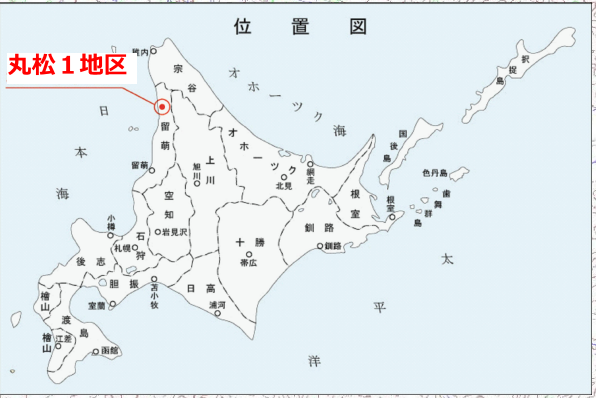 位置図
丸松1地区
稚内
宗谷
オホーツク海
択捉島
日本海
留萌
オホーツク
上川
国後島
留萌
旭川
北見
網走
色丹島
歯舞群島
根室
根室
空知
岩見沢
小樽
石狩
札幌
後志
十勝
帯広
釧路
釧路
太平洋
胆振
日高
苫小牧
浦河
室蘭
檜山
渡島
檜山
江差
函館